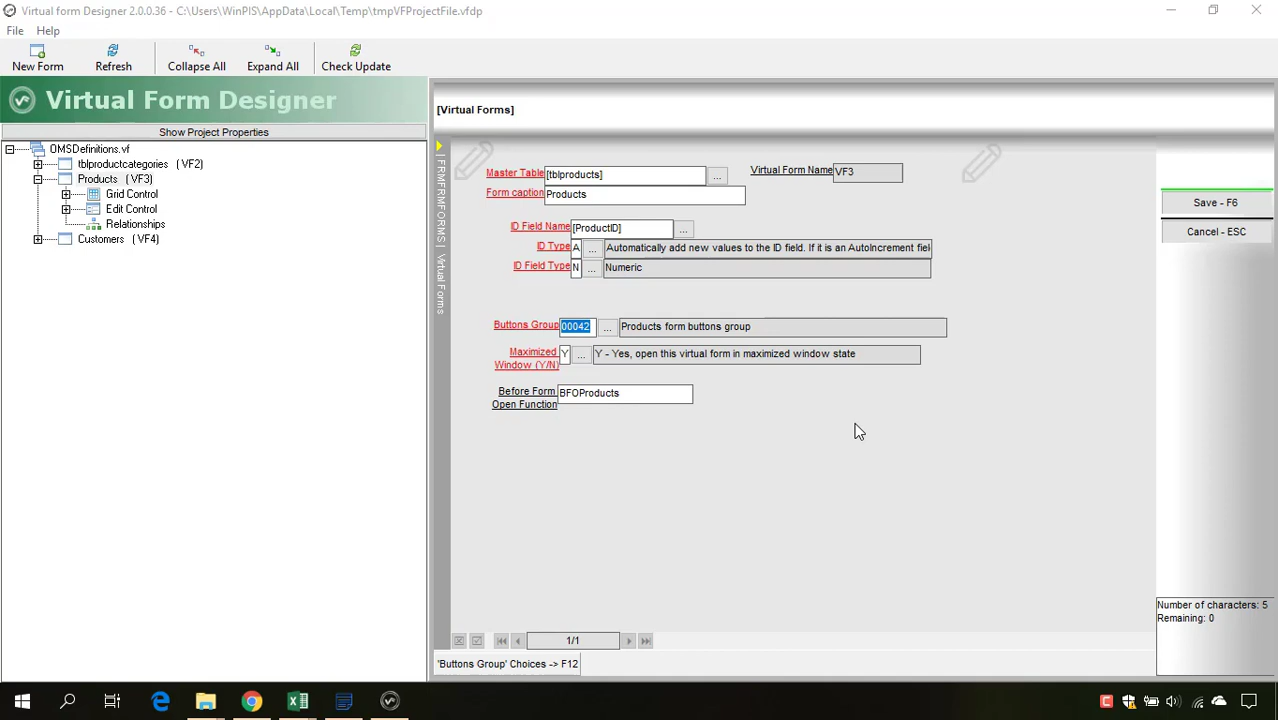 Virtual form Designer 2.0.0.36 - C:\Users\WinPIS\AppData\Local\Temp\tmpVFProjectFile.vfdp
File Help
New Form Refresh Collapse All Expand All Check Update
Virtual Form Designer
Show Project Properties
OMSDefinitions.vf
tblproductcategories (VF2)
Products (VF3)
Grid Control
Edit Control
Relationships
Customers (VF4)
[Virtual Forms]
FRMFRMFORMS | Virtual Forms
Master Table [tblproducts] ... Virtual Form Name VF3
Form caption Products
ID Field Name [ProductID] ...
ID Type A ... Automatically add new values to the ID field. If it is an AutoIncrement fiel
ID Field Type N ... Numeric
Buttons Group 00042 ... Products form buttons group
Maximized
Window (Y/N) Y ... Y - Yes, open this virtual form in maximized window state
Before Form
Open Function BFOProducts
Save - F6
Cancel - ESC
Number of characters: 5
Remaining: 0
1/1
'Buttons Group' Choices -> F12